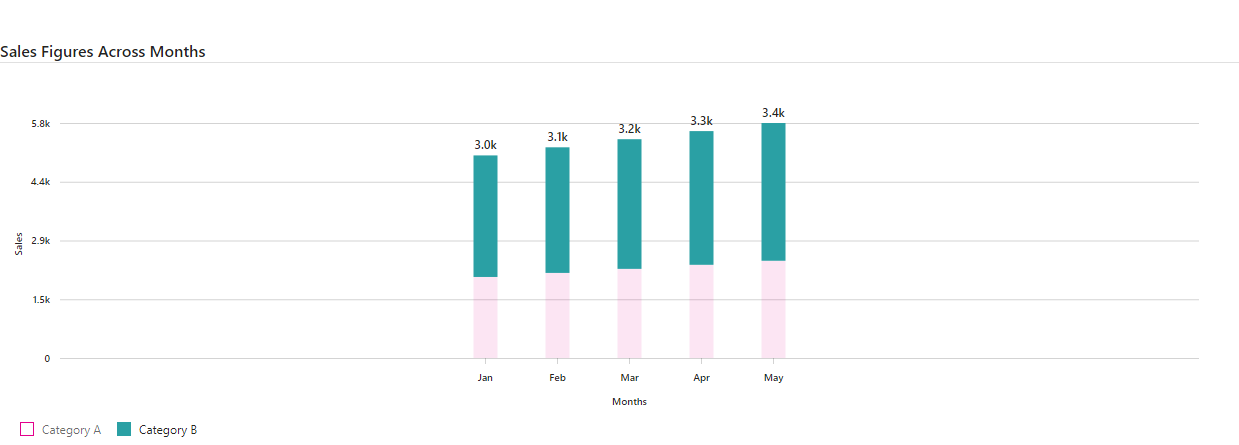 Sales Figures Across Months
3.4k
3.3k
5.8k
3.2k
3.1k
3.0k
4.4k
2.9k
Sales
1.5k
0
Jan Feb Mar Apr May
Months
Category A Category B